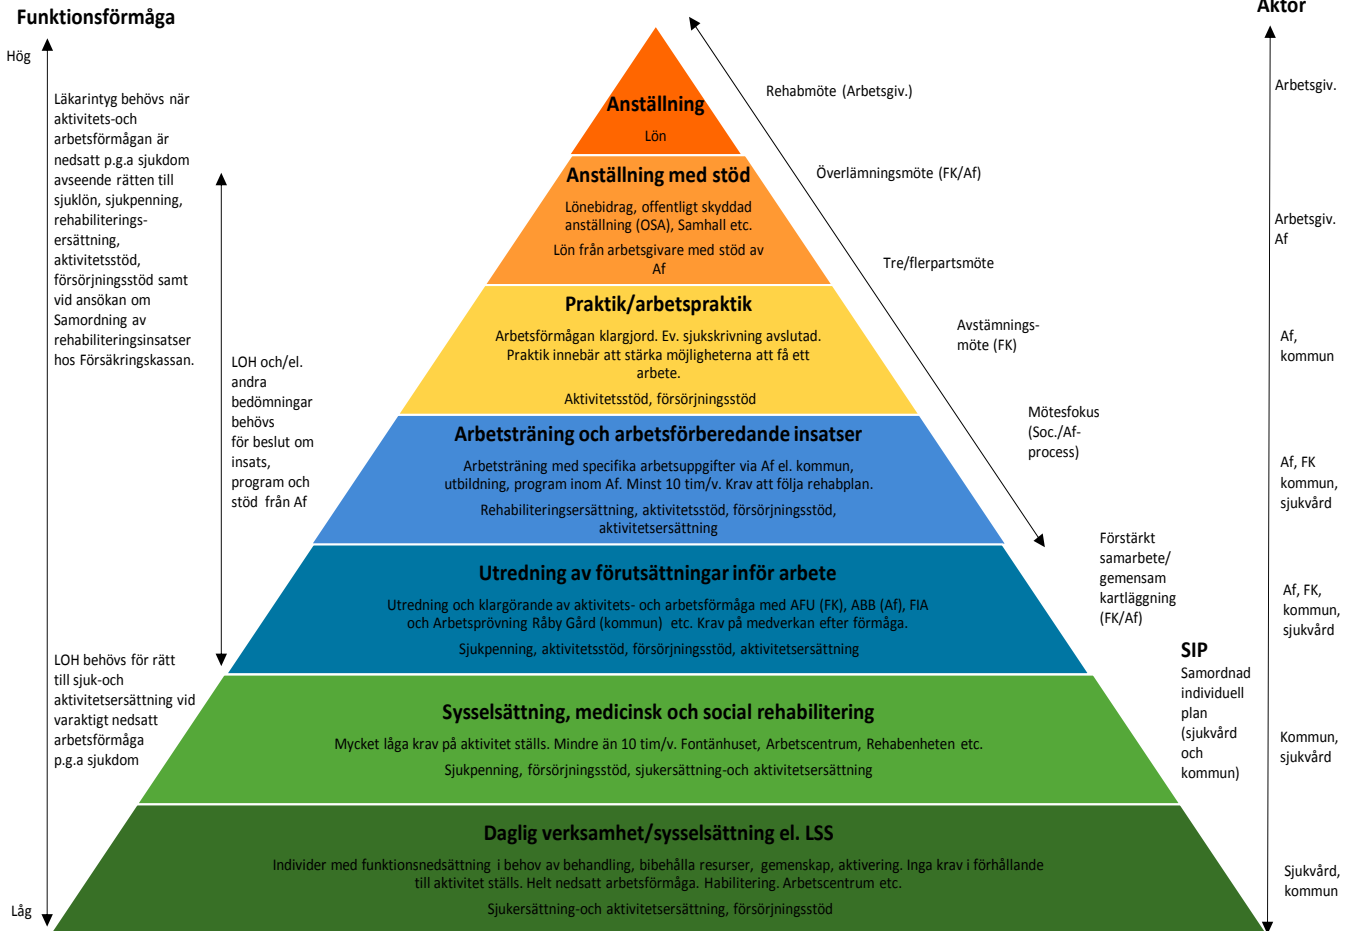 Funktionsförmåga
Hög
Läkarintyg behövs när
aktivitets-och
arbetsförmågan är
nedsatt p.g.a sjukdom
avseende rätten till
sjuklön, sjukpenning,
rehabiliterings-
ersättning,
aktivitetsstöd,
försörjningsstöd samt
vid ansökan om
Samordning av
rehabiliteringsinsatser
hos Försäkringskassan.
LOH och/el.
andra
bedömningar
behövs
för beslut om
insats,
program och
stöd från Af
LOH behövs för rätt
till sjuk-och
aktivitetsersättning vid
varaktigt nedsatt
arbetsförmåga
p.g.a sjukdom
Låg
Anställning
Lön
Anställning med stöd
Lönebidrag, offentligt skyddad
anställning (OSA), Samhall etc.
Lön från arbetsgivare med stöd av
Af
Praktik/arbetspraktik
Arbetsförmågan klargjord. Ev. sjukskrivning avslutad.
Praktik innebär att stärka möjligheterna att få ett
arbete.
Aktivitetsstöd, försörjningsstöd
Arbetsträning och arbetsförberedande insatser
Arbetsträning med specifika arbetsuppgifter via Af el. kommun,
utbildning, program inom Af. Minst 10 tim/v. Krav att följa rehabplan.
Rehabiliteringsersättning, aktivitetsstöd, försörjningsstöd,
aktivitetsersättning
Utredning av förutsättningar inför arbete
Utredning och klargörande av aktivitets- och arbetsförmåga med AFU (FK), ABB (Af), FIA
och Arbetsprövning Råby Gård (kommun) etc. Krav på medverkan efter förmåga.
Sjukpenning, aktivitetsstöd, försörjningsstöd, aktivitetsersättning
Sysselsättning, medicinsk och social rehabilitering
Mycket låga krav på aktivitet ställs. Mindre än 10 tim/v. Fontänhuset, Arbetscentrum, Rehabenheten etc.
Sjukpenning, försörjningsstöd, sjukersättning-och aktivitetsersättning
Daglig verksamhet/sysselsättning el. LSS
Individer med funktionsnedsättning i behov av behandling, bibehålla resurser, gemenskap, aktivering. Inga krav i förhållande
till aktivitet ställs. Helt nedsatt arbetsförmåga. Habilitering. Arbetscentrum etc.
Sjukersättning-och aktivitetsersättning, försörjningsstöd
Rehabmöte (Arbetsgiv.)
Överlämningsmöte (FK/Af)
Tre/flerpartsmöte
Avstämnings-
möte (FK)
Mötesfokus
(Soc./Af-
process)
Förstärkt
samarbete/
gemensam
kartläggning
(FK/Af)
SIP
Samordnad
individuell
plan
(sjukvård
och
kommun)
Aktör
Arbetsgiv.
Arbetsgiv.
Af
Af,
kommun
Af, FK
kommun,
sjukvård
Af, FK,
kommun,
sjukvård
Kommun,
sjukvård
Sjukvård,
kommun